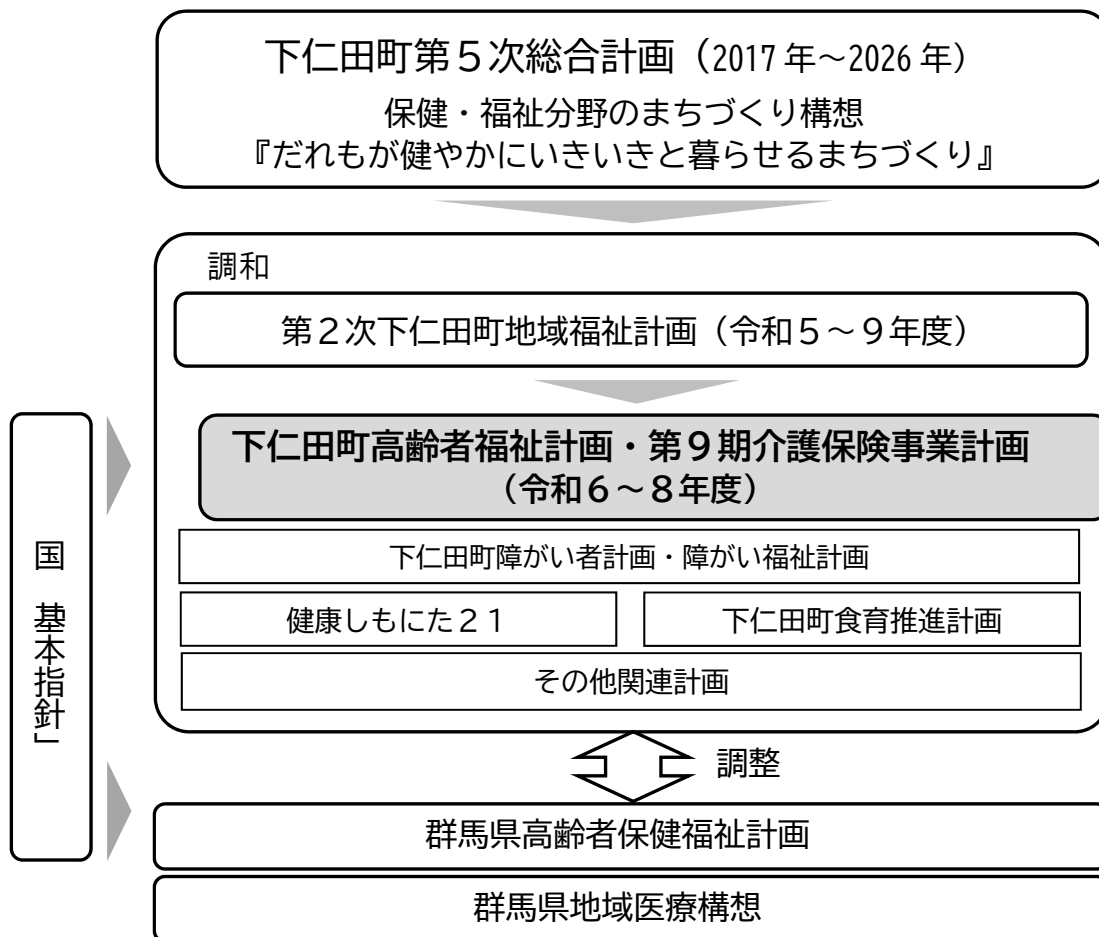 下仁田町第５次総合計画（2017年～2026年）
保健・福祉分野のまちづくり構想
『だれもが健やかにいきいきと暮らせるまちづくり』
調和
第２次下仁田町地域福祉計画（令和５～９年度）
下仁田町高齢者福祉計画・第９期介護保険事業計画
（令和６～８年度）
下仁田町障がい者計画・障がい福祉計画
健康しもにた２１
下仁田町食育推進計画
その他関連計画
国　基本指針」
調整
群馬県高齢者保健福祉計画
群馬県地域医療構想